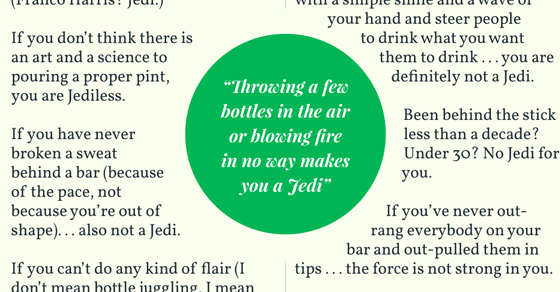 (Franco Harris? Jedi.)
If you don't think there is
an art and a science to
pouring a proper pint,
you are Jediless.
If you have never
broken a sweat
behind a bar (because
of the pace, not
because you're out of
shape). . . also not a Jedi.
If you can't do any kind of flair (I
don't mean bottle juggling, I mean
“Throwing a few
bottles in the air
or blowing fire
in no way makes
you a Jedi”
with a simple smile and a wave of
your hand and steer people
to drink what you want
them to drink . . . you are
definitely not a Jedi.
Been behind the stick
less than a decade?
Under 30? No Jedi for
you.
If you've never out-
rang everybody on your
bar and out-pulled them in
tips . . . the force is not strong in you.